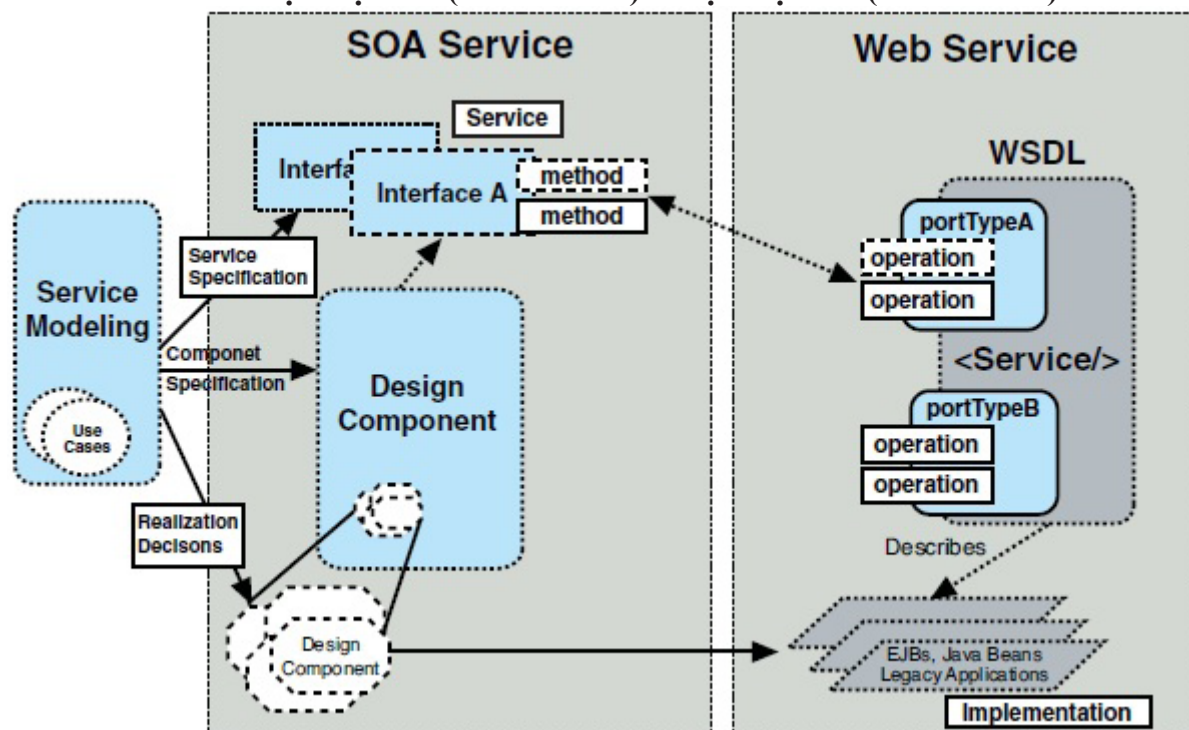 SOA Service
Web Service
Service
WSDL
Interfa
Interface A
method
method
portTypeA
operation
operation
Service
Specification
Service
Modeling
Use
Cases
Componet
Specification
Design
Component
<Service/>
portTypeB
operation
operation
Realization
Decisons
Describes
Design
Component
EJBs, Java Beans
Legacy Applications
Implementation